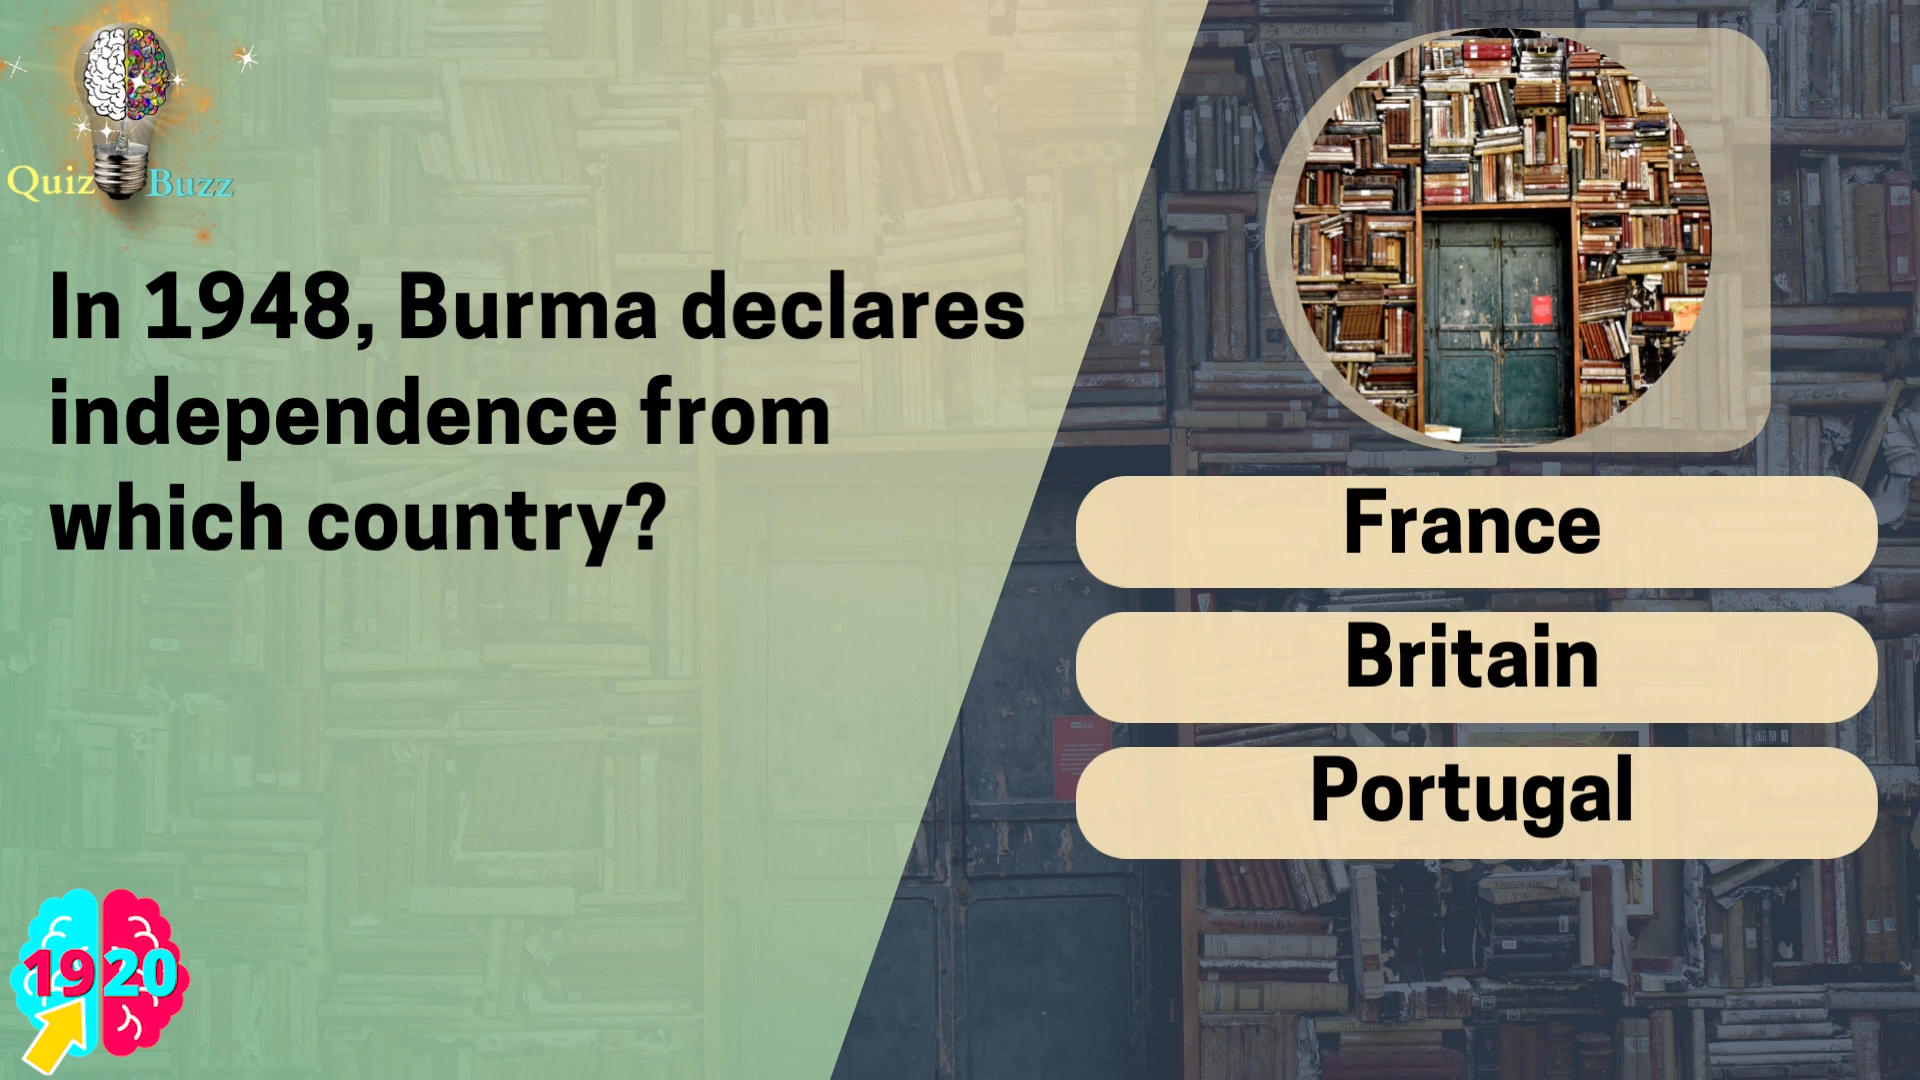 Quiz Buzz
In 1948, Burma declares
independence from
which country?
France
Britain
Portugal
1920